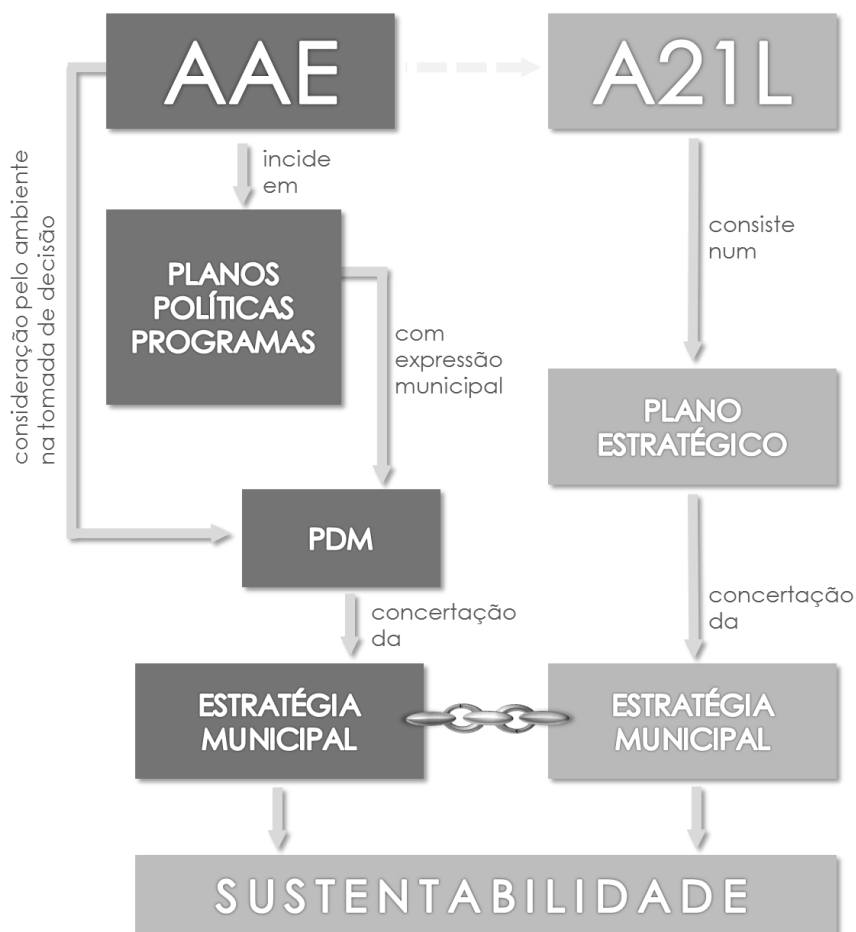 AAE
A21L
incide
em
consideração pelo ambiente
na tomada de decisão
PLANOS
POLÍTICAS
PROGRAMAS
consiste
num
com
expressão
municipal
PLANO
ESTRATÉGICO
PDM
concertação
da
concertação
da
ESTRATÉGIA
MUNICIPAL
ESTRATÉGIA
MUNICIPAL
SUSTENTABILIDADE